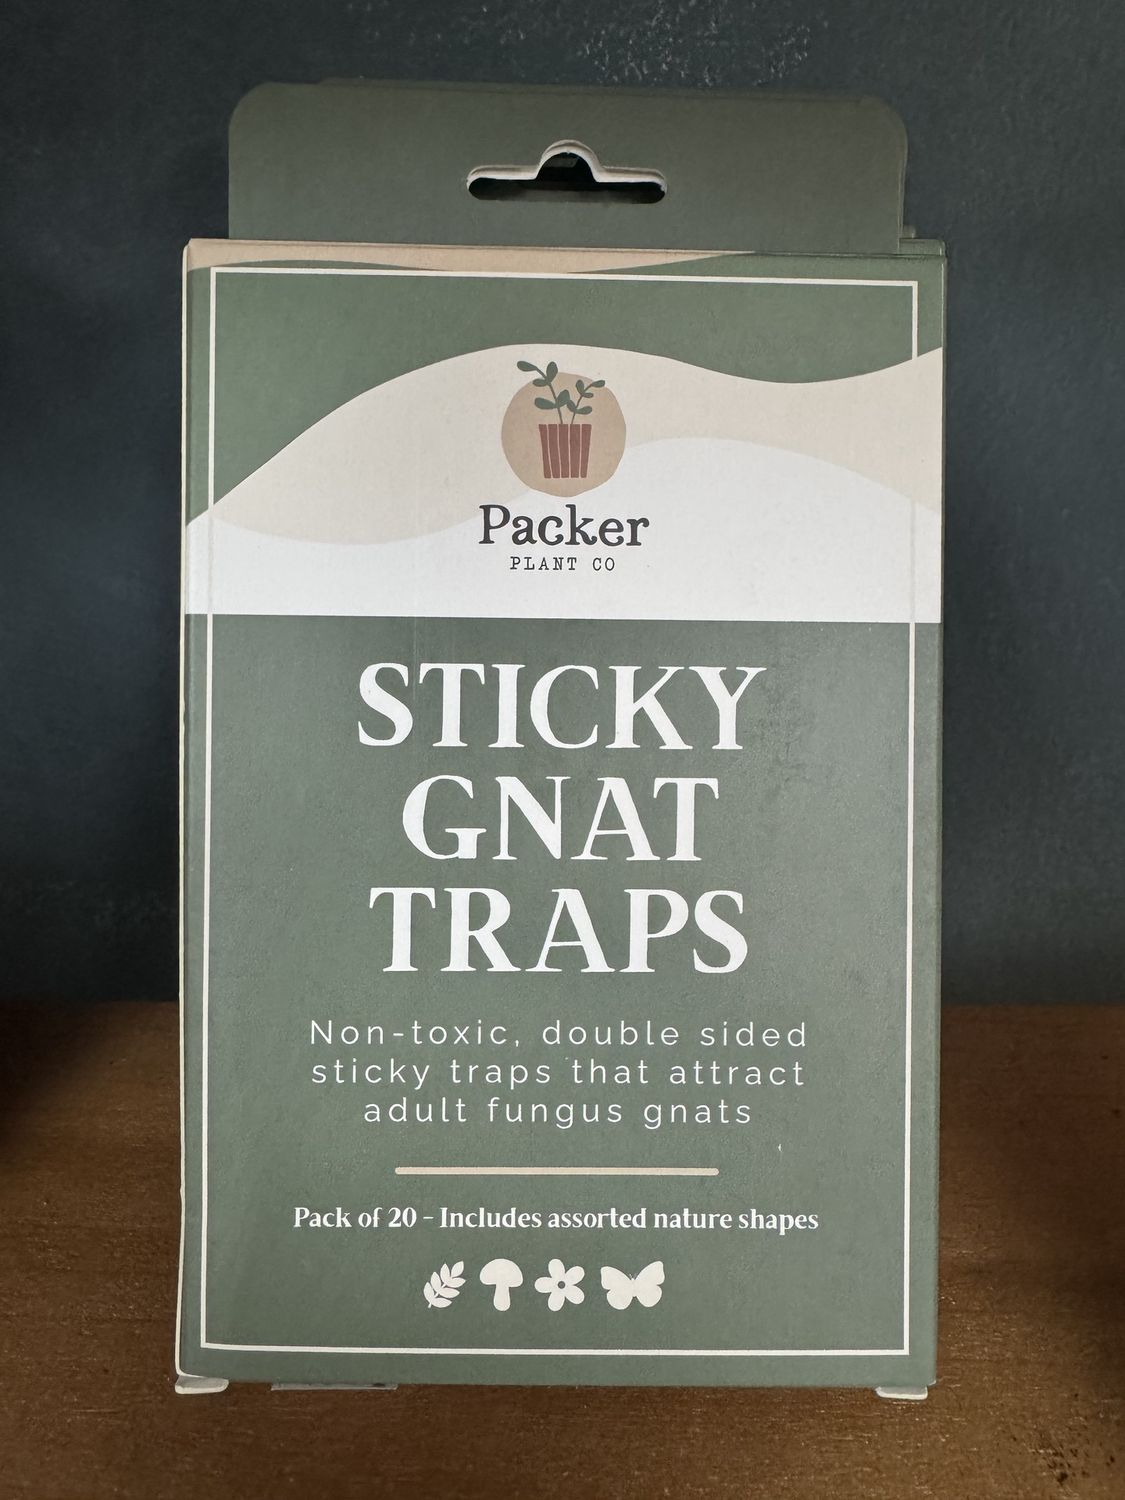 Packer
PLANT CO
STICKY
GNAT
TRAPS
Non-toxic, double sided
sticky traps that attract
adult fungus gnats
Pack of 20 - Includes assorted nature shapes